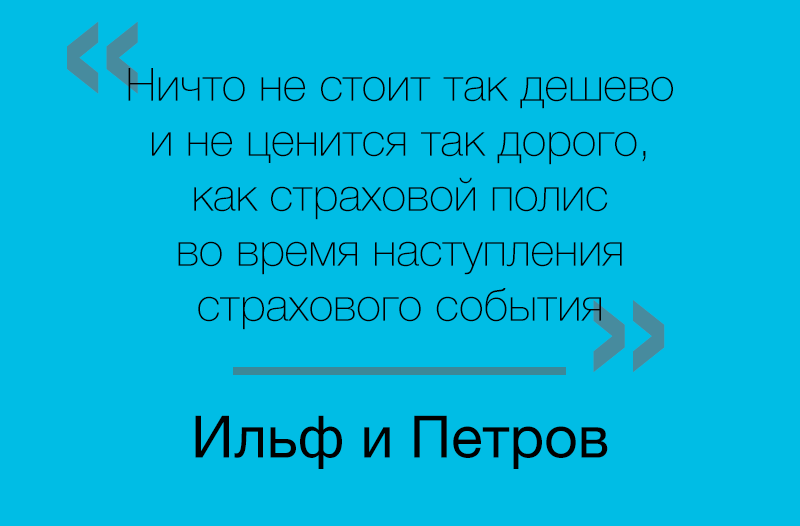 «Ничто не стоит так дешево
и не ценится так дорого,
как страховой полис
во время наступления
страхового события»
Ильф и Петров